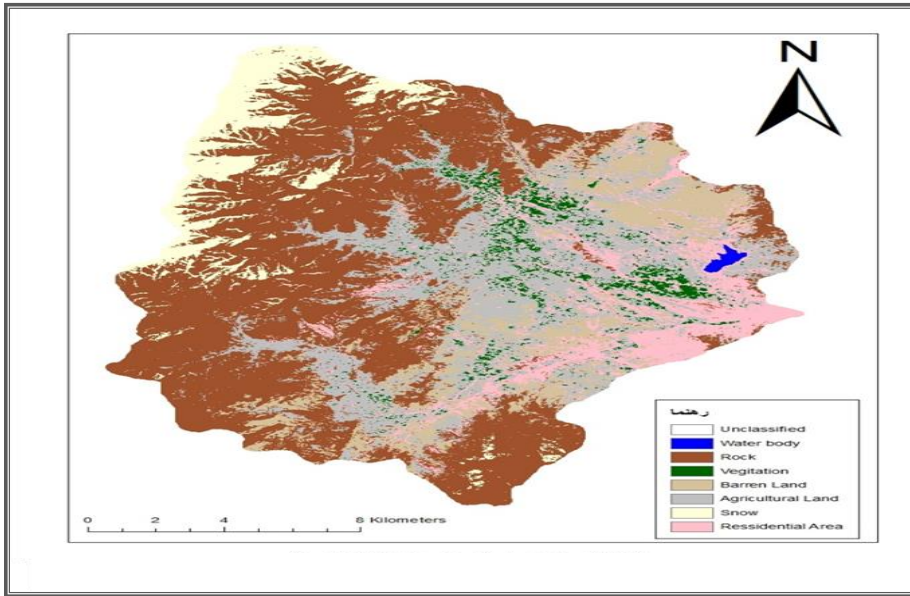 N
رهنما
Unclassified
Water body
Rock
Vegitation
Barren Land
Agricultural Land
Snow
Ressidential Area
0 2 4 8 Kilometers